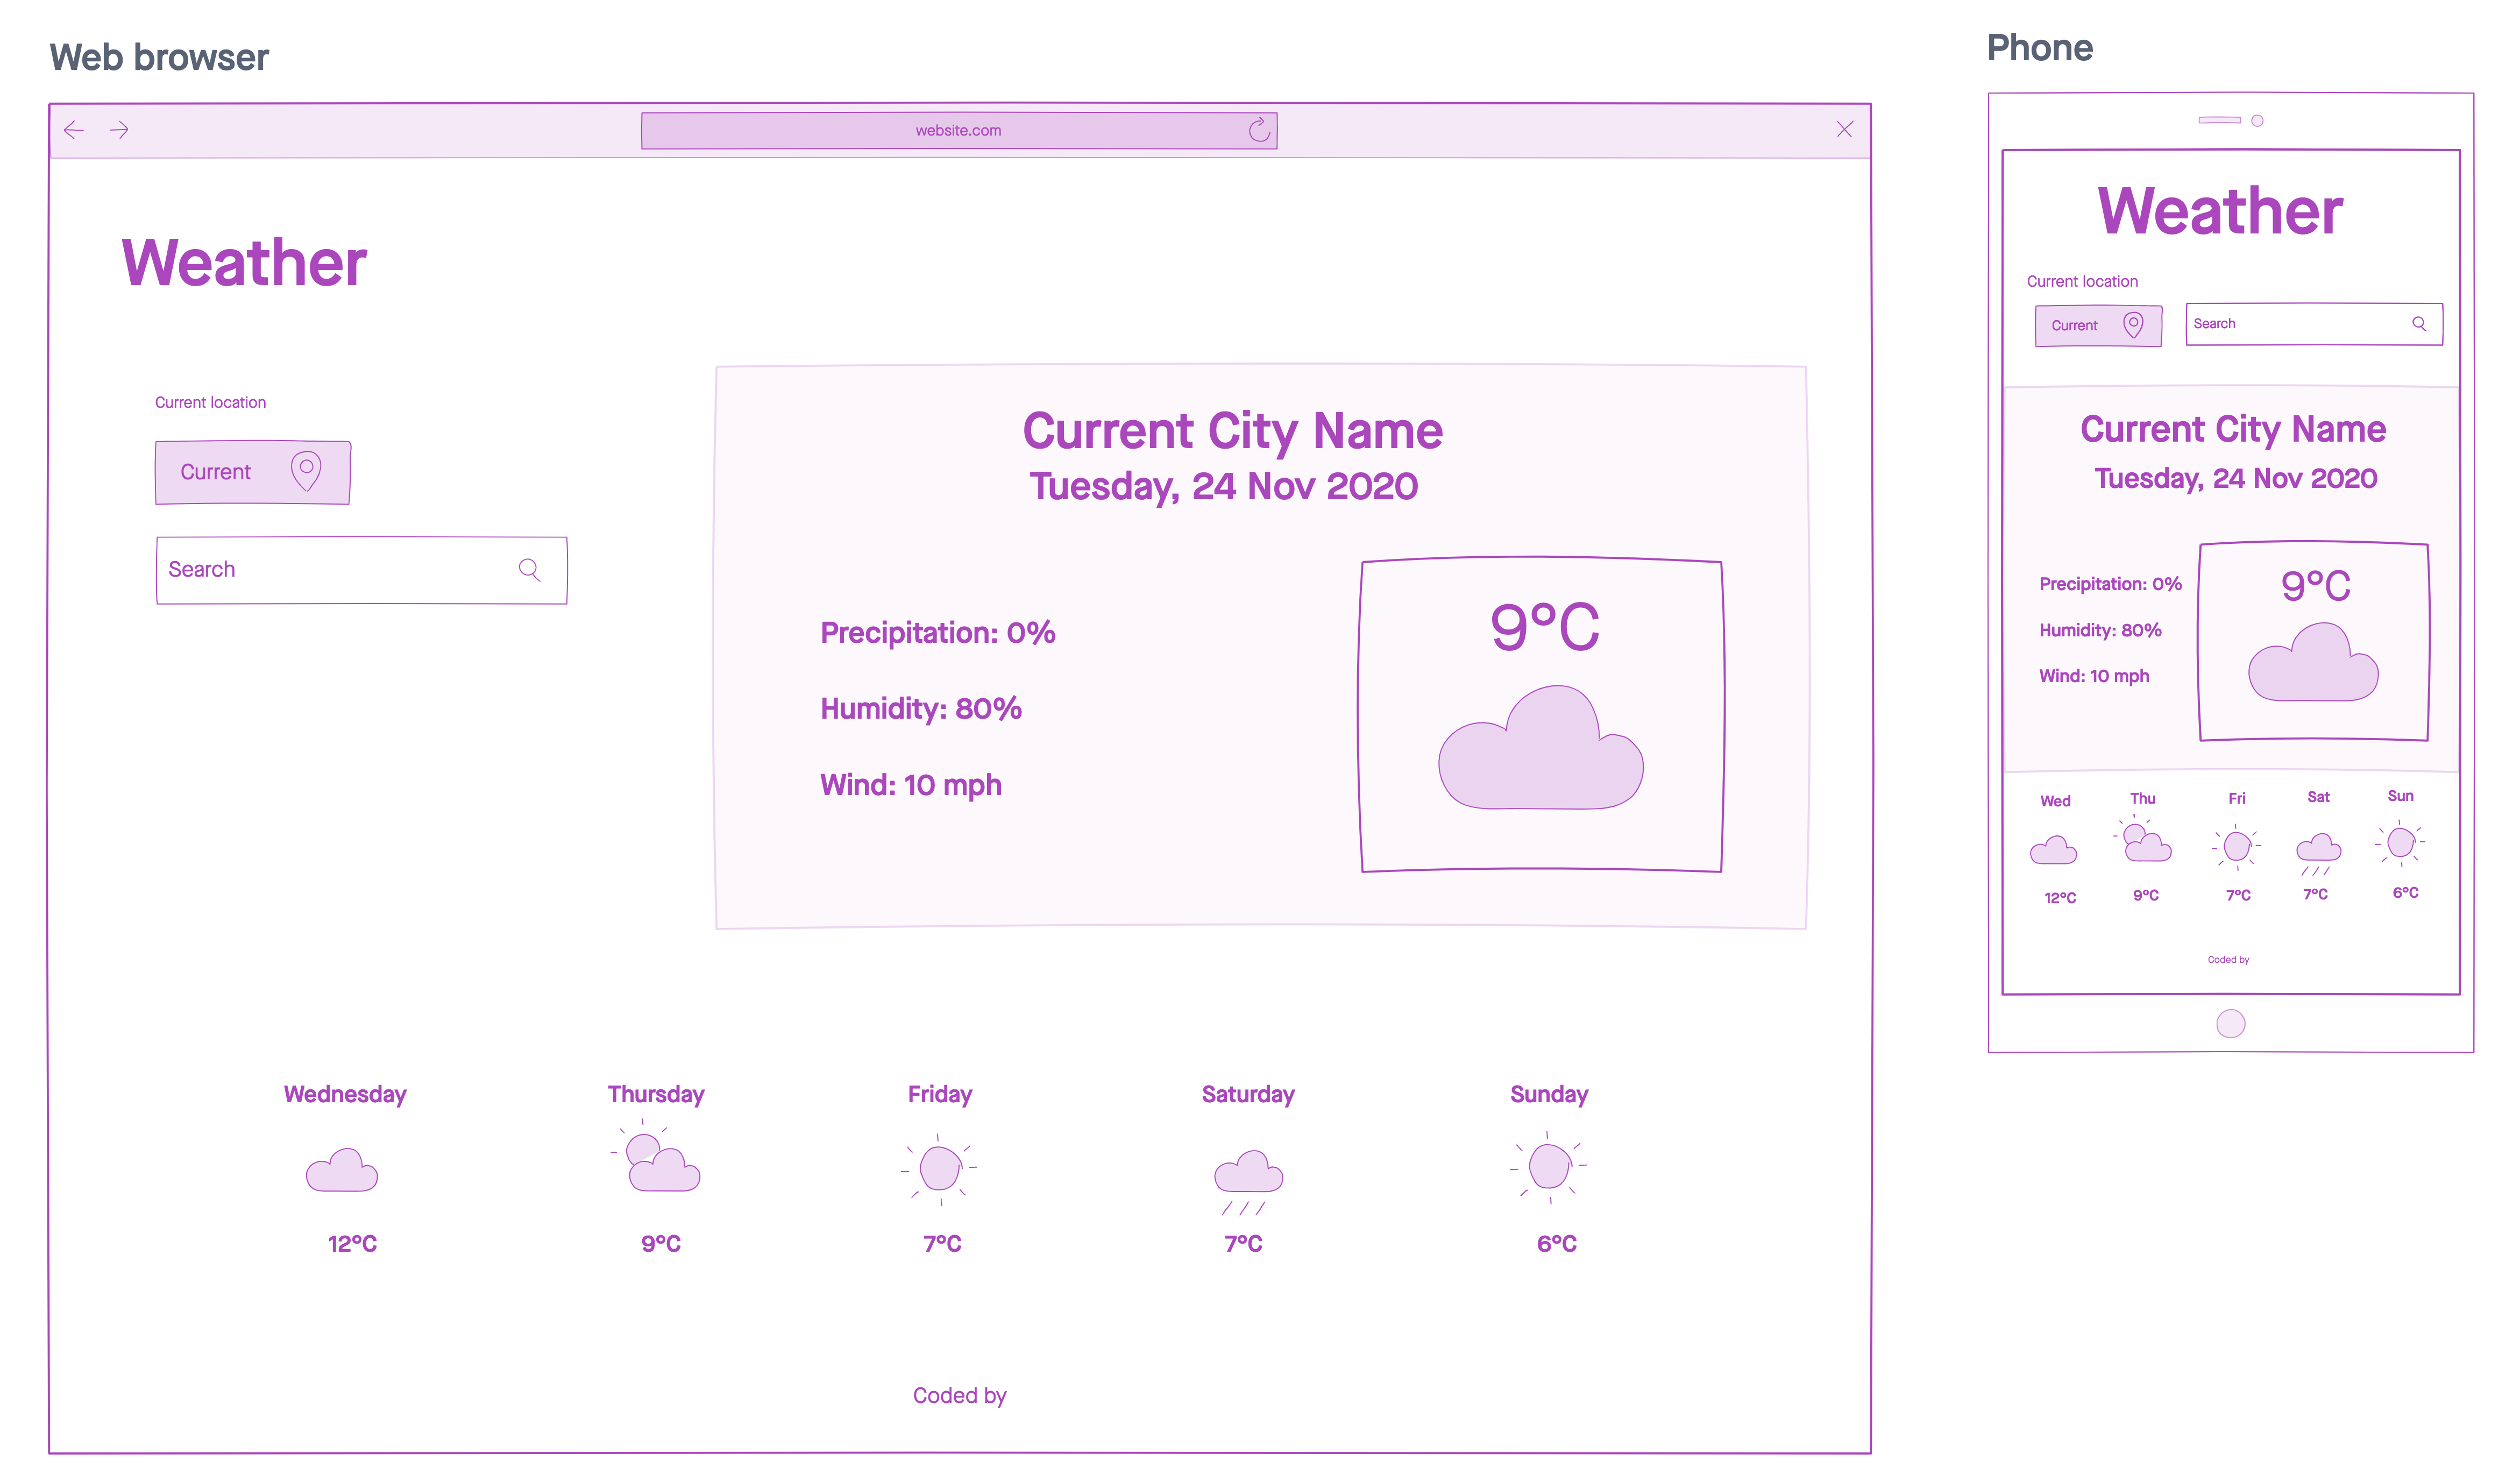 Web browser
website.com
Weather
Current location
Current
Search
Current City Name
Tuesday, 24 Nov 2020
Precipitation: 0%
Humidity: 80%
Wind: 10 mph
9°C
Wednesday
Thursday
Friday
Saturday
Sunday
12°C
9°C
7°C
7°C
6°C
Coded by
Phone
Weather
Current location
Current
Search
Current City Name
Tuesday, 24 Nov 2020
Precipitation: 0%
Humidity: 80%
Wind: 10 mph
9°C
Wed
Thu
Fri
Sat
Sun
12°C
9°C
7°C
7°C
6°C
Coded by